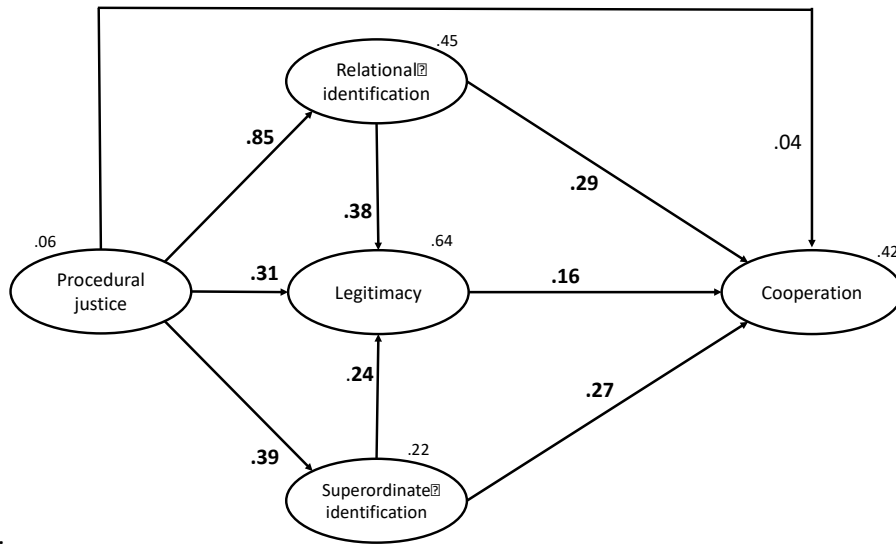 .45
Relational
identification
.85
.04
.29
.38
.06
.64
.42
Procedural
justice
.31
Legitimacy
.16
Cooperation
.24
.27
.39
.22
Superordinate
identification